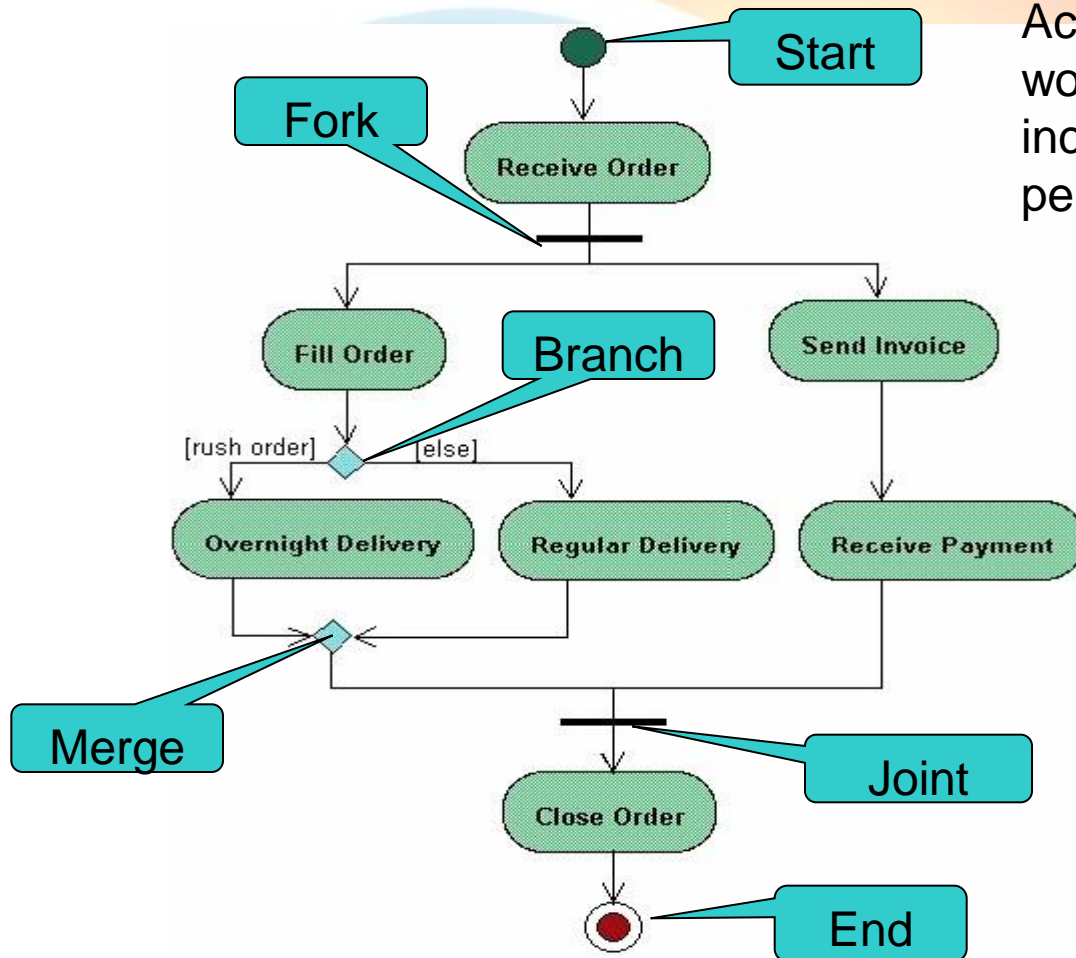 Start
Ac
wo
inc
pe
Fork
Receive Order
Fill Order
Branch
Send Invoice
[rush order]
[else]
Overnight Delivery
Regular Delivery
Receive Payment
Merge
Joint
Close Order
End